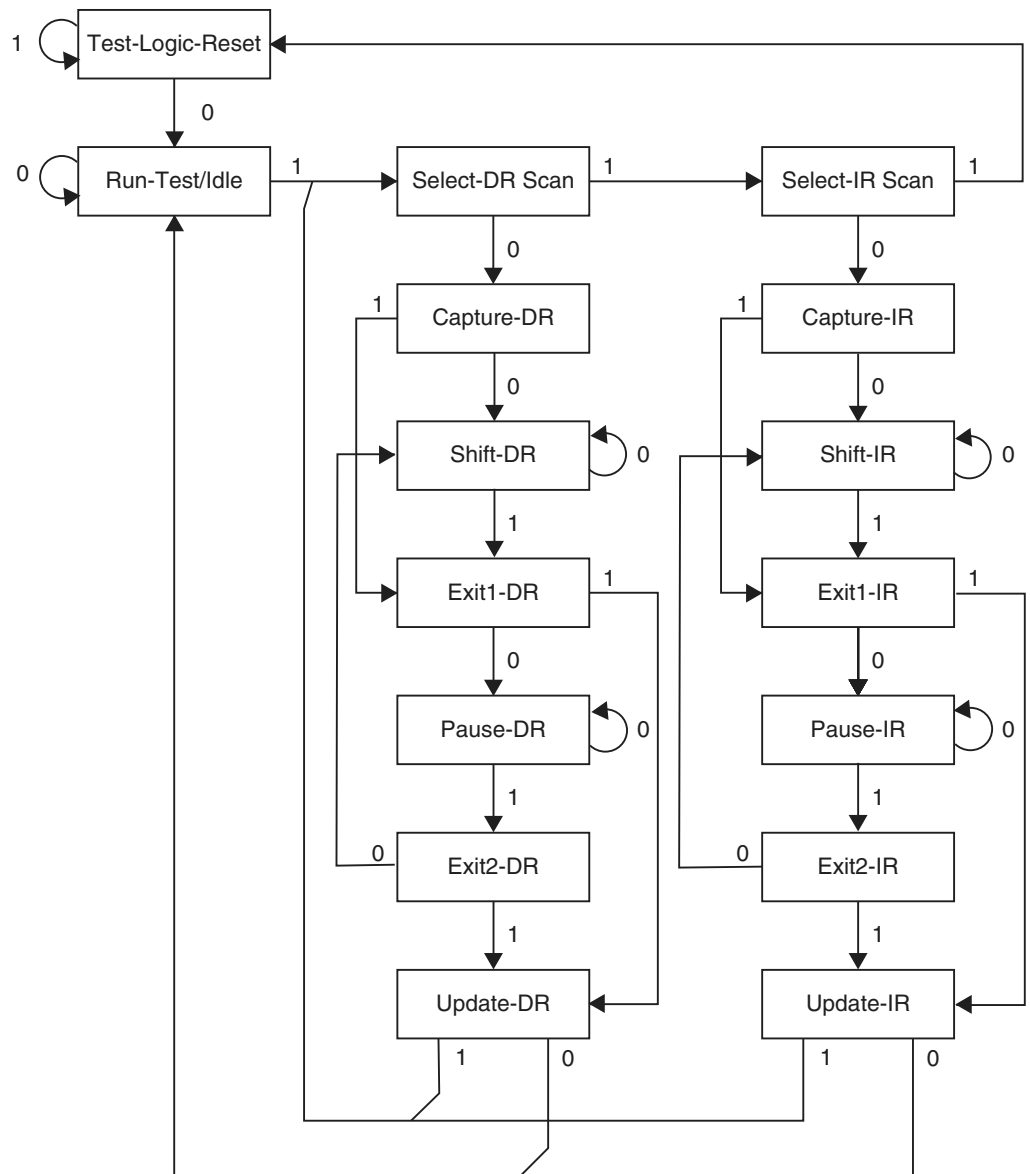 1
Test-Logic-Reset
0
0
Run-Test/Idle
1
Select-DR Scan
1
Select-IR Scan
1
0
0
1
Capture-DR
1
Capture-IR
0
0
Shift-DR
0
Shift-IR
0
1
1
Exit1-DR
1
Exit1-IR
1
0
0
Pause-DR
0
Pause-IR
0
1
1
0
Exit2-DR
0
Exit2-IR
1
1
Update-DR
Update-IR
1
0
1
0